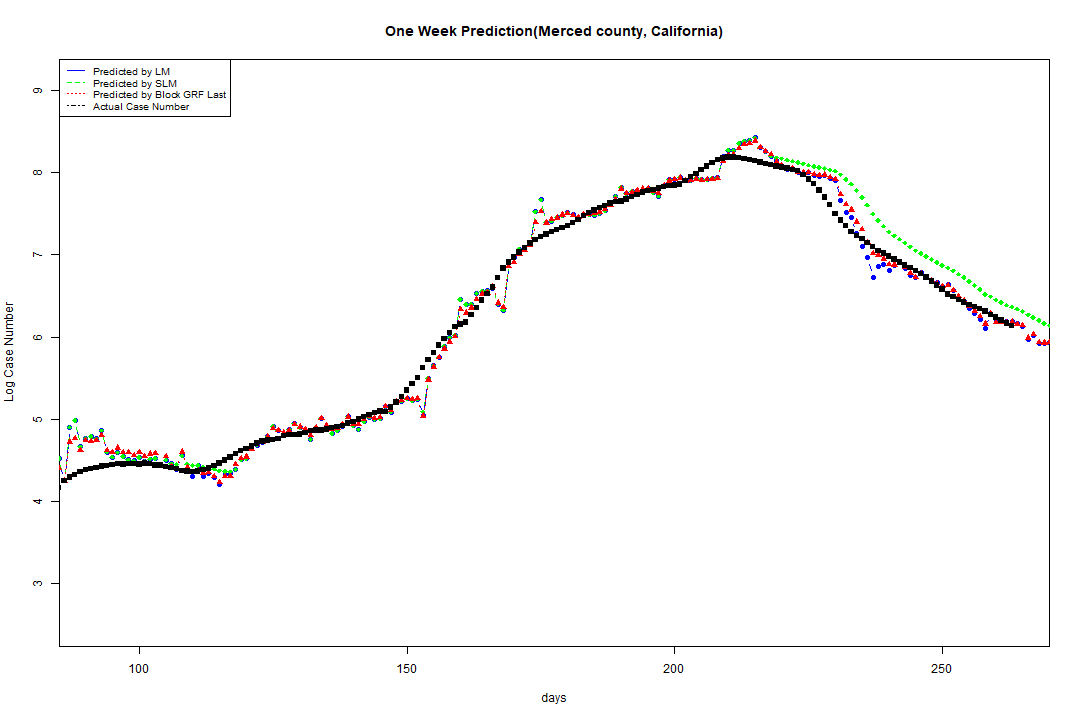 One Week Prediction(Merced county, California)
Predicted by LM
Predicted by SLM
Predicted by Block GRF Last
Actual Case Number
9
8
7
6
5
4
3
Log Case Number
100 150 200 250
days